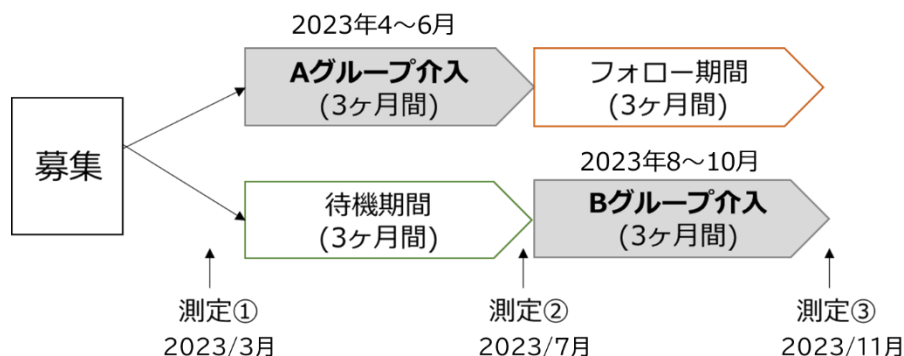 2023年4～6月
Aグループ介入
(3ヶ月間)
フォロー期間
(3ヶ月間)
募集
2023年8～10月
待機期間
(3ヶ月間)
Bグループ介入
(3ヶ月間)
測定①
2023/3月
測定②
2023/7月
測定③
2023/11月